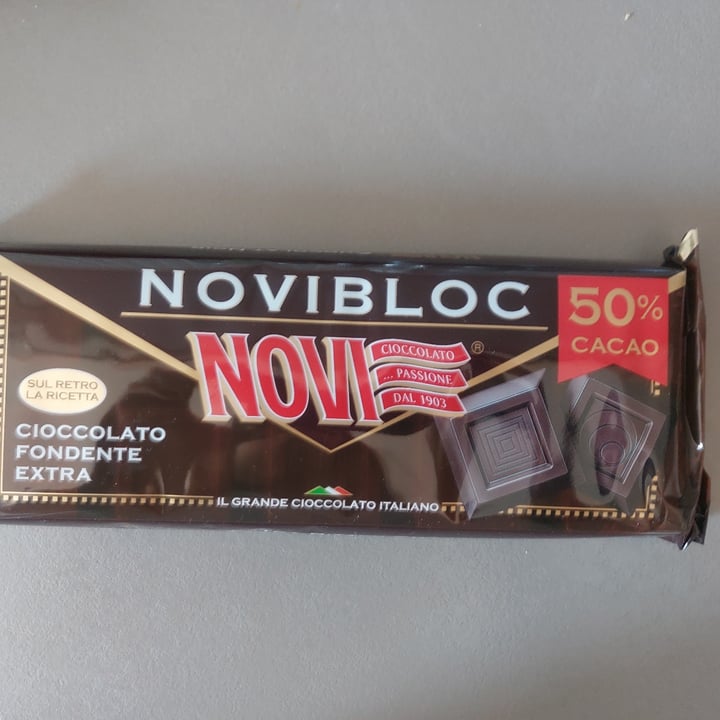 NOVIBLOC
50%
CACAO
NOVI
®
CIOCCOLATO
... PASSIONE
DAL 1903
SUL RETRO
LA RICETTA
CIOCCOLATO
FONDENTE
EXTRA
IL GRANDE CIOCCOLATO ITALIANO